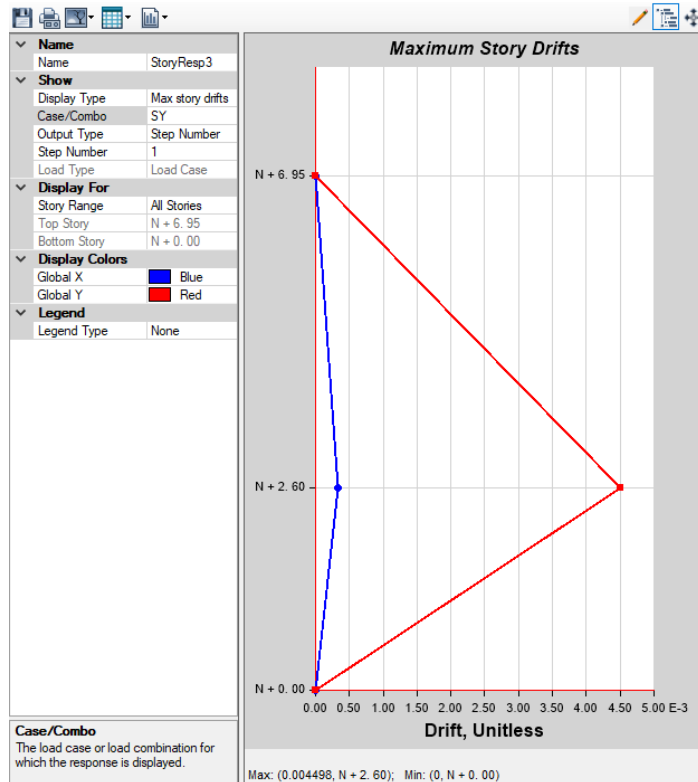 Name
Name StoryResp3
Show
Display Type Max story drifts
Case/Combo SY
Output Type Step Number
Step Number 1
Load Type Load Case
Display For
Story Range All Stories
Top Story N + 6. 95
Bottom Story N + 0. 00
Display Colors
Global X Blue
Global Y Red
Legend
Legend Type None
Case/Combo
The load case or load combination for
which the response is displayed.
Maximum Story Drifts
N + 6. 95
N + 2. 60
N + 0. 00
0.00 0.50 1.00 1.50 2.00 2.50 3.00 3.50 4.00 4.50 5.00 E-3
Drift, Unitless
Max: (0.004498, N + 2. 60); Min: (0, N + 0. 00)